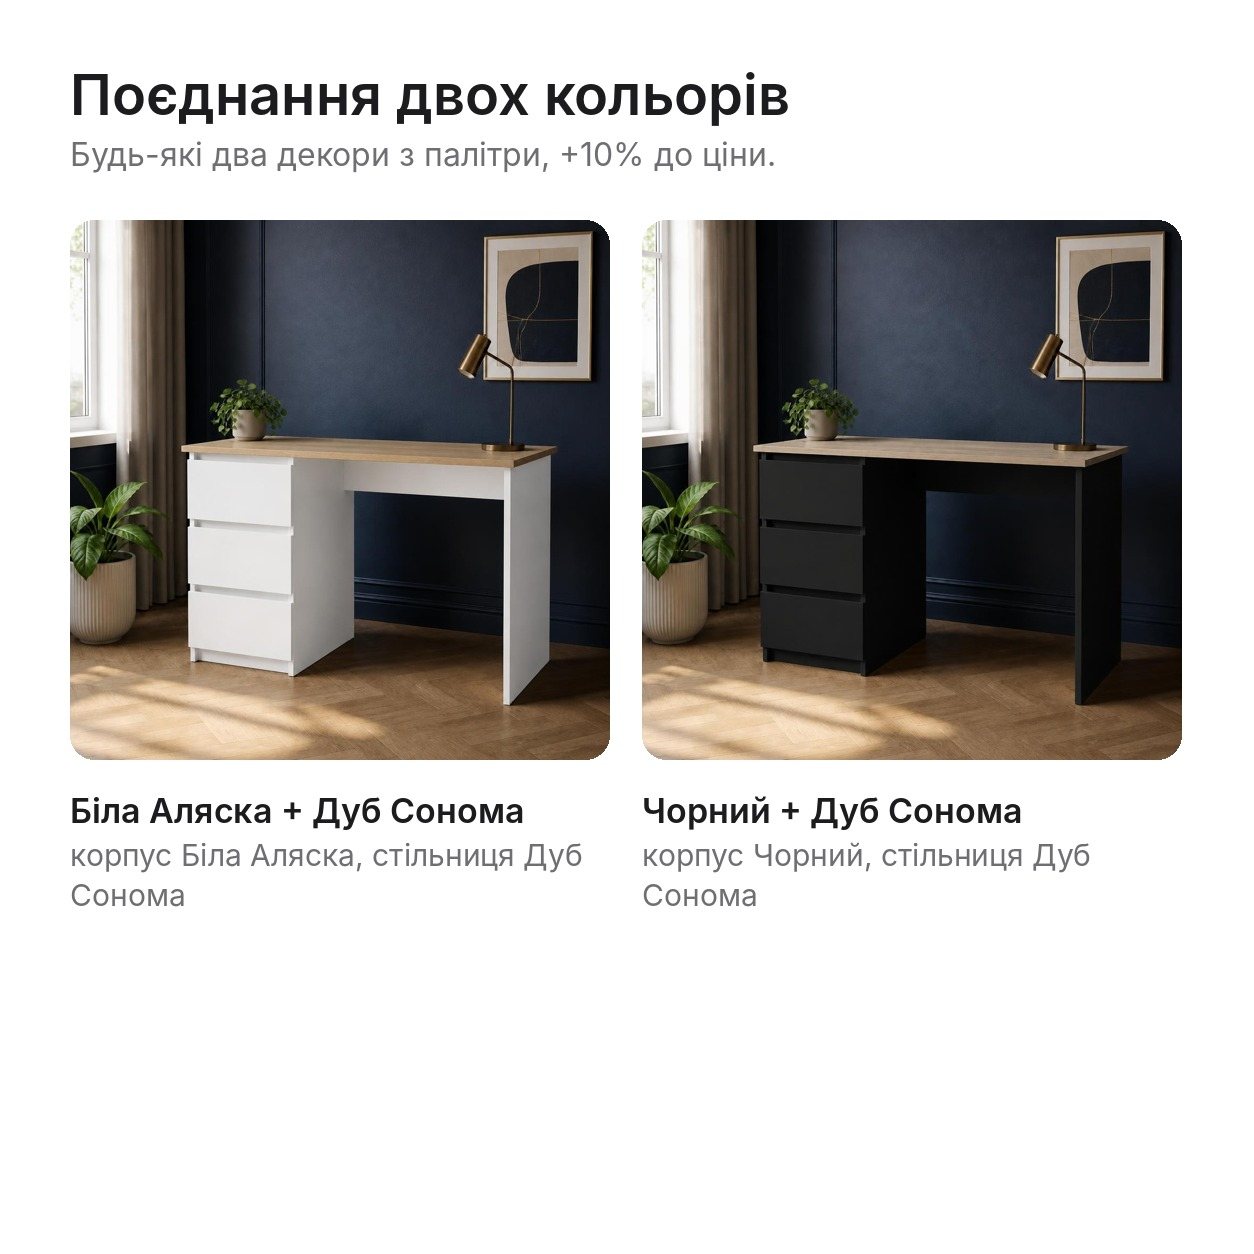 Поєднання двох кольорів
Будь-які два декори з палітри, +10% до ціни.
Біла Аляска + Дуб Сонома
корпус Біла Аляска, стільниця Дуб
Сонома
Чорний + Дуб Сонома
корпус Чорний, стільниця Дуб
Сонома